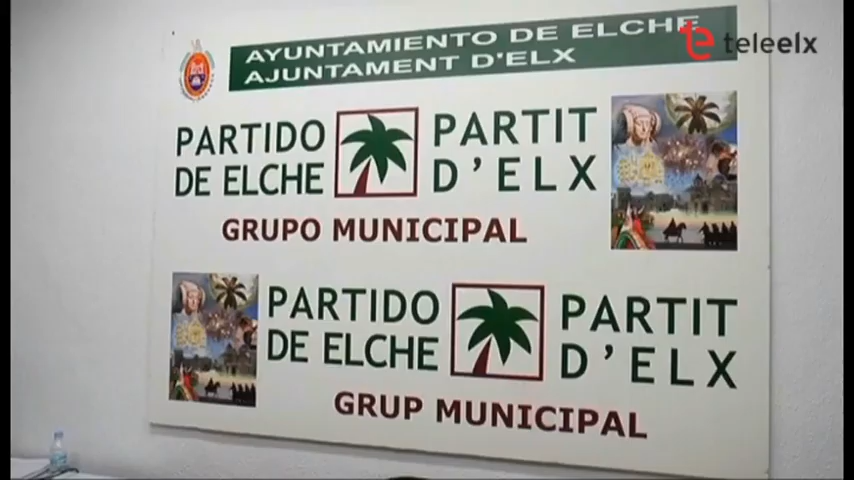 AYUNTAMIENTO DE ELCHE
AJUNTAMENT D'ELX
teleelx
PARTIDO
DE ELCHE
PARTIT
D'ELX
GRUPO MUNICIPAL
PARTIDO
DE ELCHE
PARTIT
D'ELX
GRUP MUNICIPAL